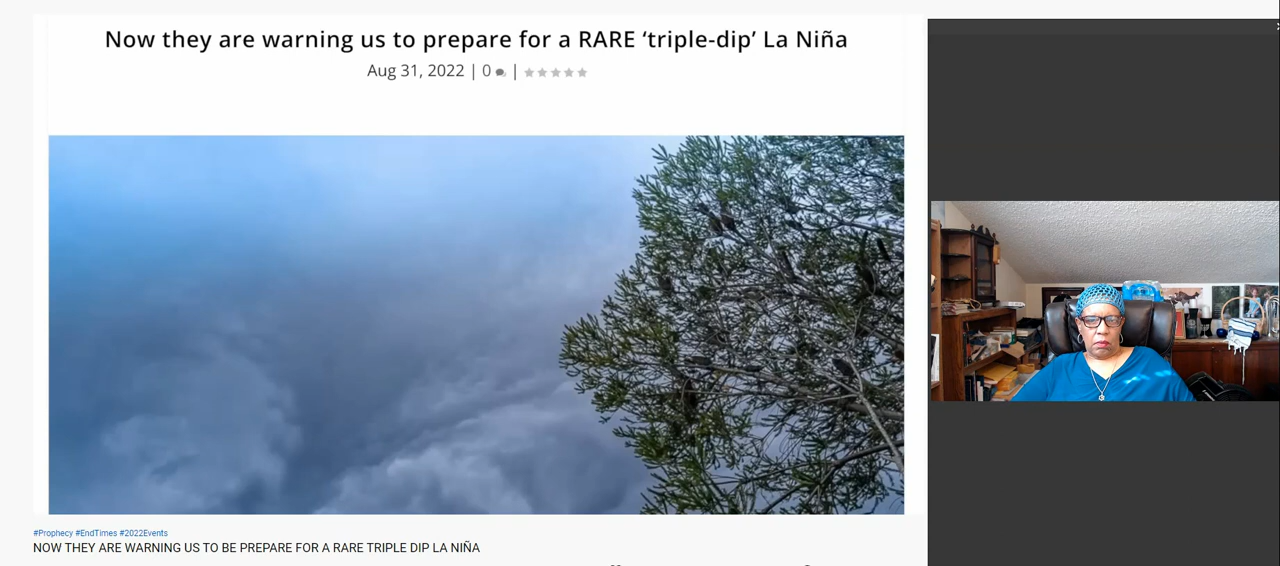 Now they are warning us to prepare for a RARE ‘triple-dip’ La Niña
Aug 31, 2022 | 0 |
#Prophecy #EndTimes #2022Events
NOW THEY ARE WARNING US TO BE PREPARE FOR A RARE TRIPLE DIP LA NIÑA